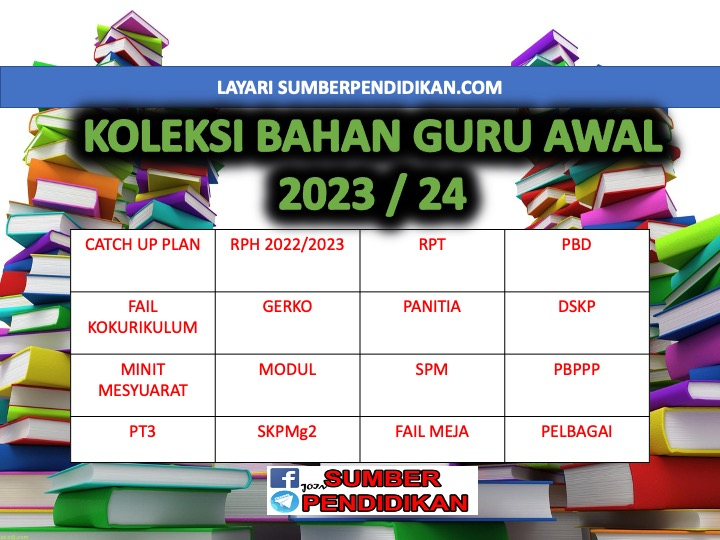 LAYARI SUMBERPENDIDIKAN.COM
KOLEKSI BAHAN GURU AWAL
2023 / 24
CATCH UP PLAN RPH 2022/2023 RPT PBD
FAIL KOKURIKULUM GERKO PANITIA DSKP
MINIT MESYUARAT MODUL SPM PBPPP
PT3 SKPMg2 FAIL MEJA PELBAGAI
JOIN SUMBER
PENDIDIKAN